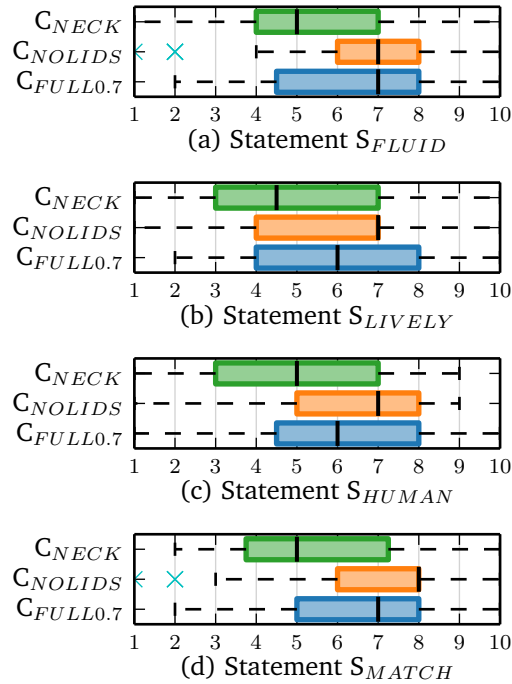 C_NECK
C_NOLIDS
C_FULL0.7
1 2 3 4 5 6 7 8 9 10
(a) Statement S_FLUID
C_NECK
C_NOLIDS
C_FULL0.7
1 2 3 4 5 6 7 8 9 10
(b) Statement S_LIVELY
C_NECK
C_NOLIDS
C_FULL0.7
1 2 3 4 5 6 7 8 9 10
(c) Statement S_HUMAN
C_NECK
C_NOLIDS
C_FULL0.7
1 2 3 4 5 6 7 8 9 10
(d) Statement S_MATCH